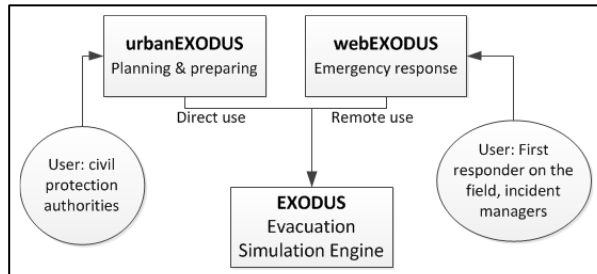 urbanEXODUS
Planning & preparing
webEXODUS
Emergency response
Direct use
Remote use
User: civil
protection
authorities
User: First
responder on the
field, incident
managers
EXODUS
Evacuation
Simulation Engine